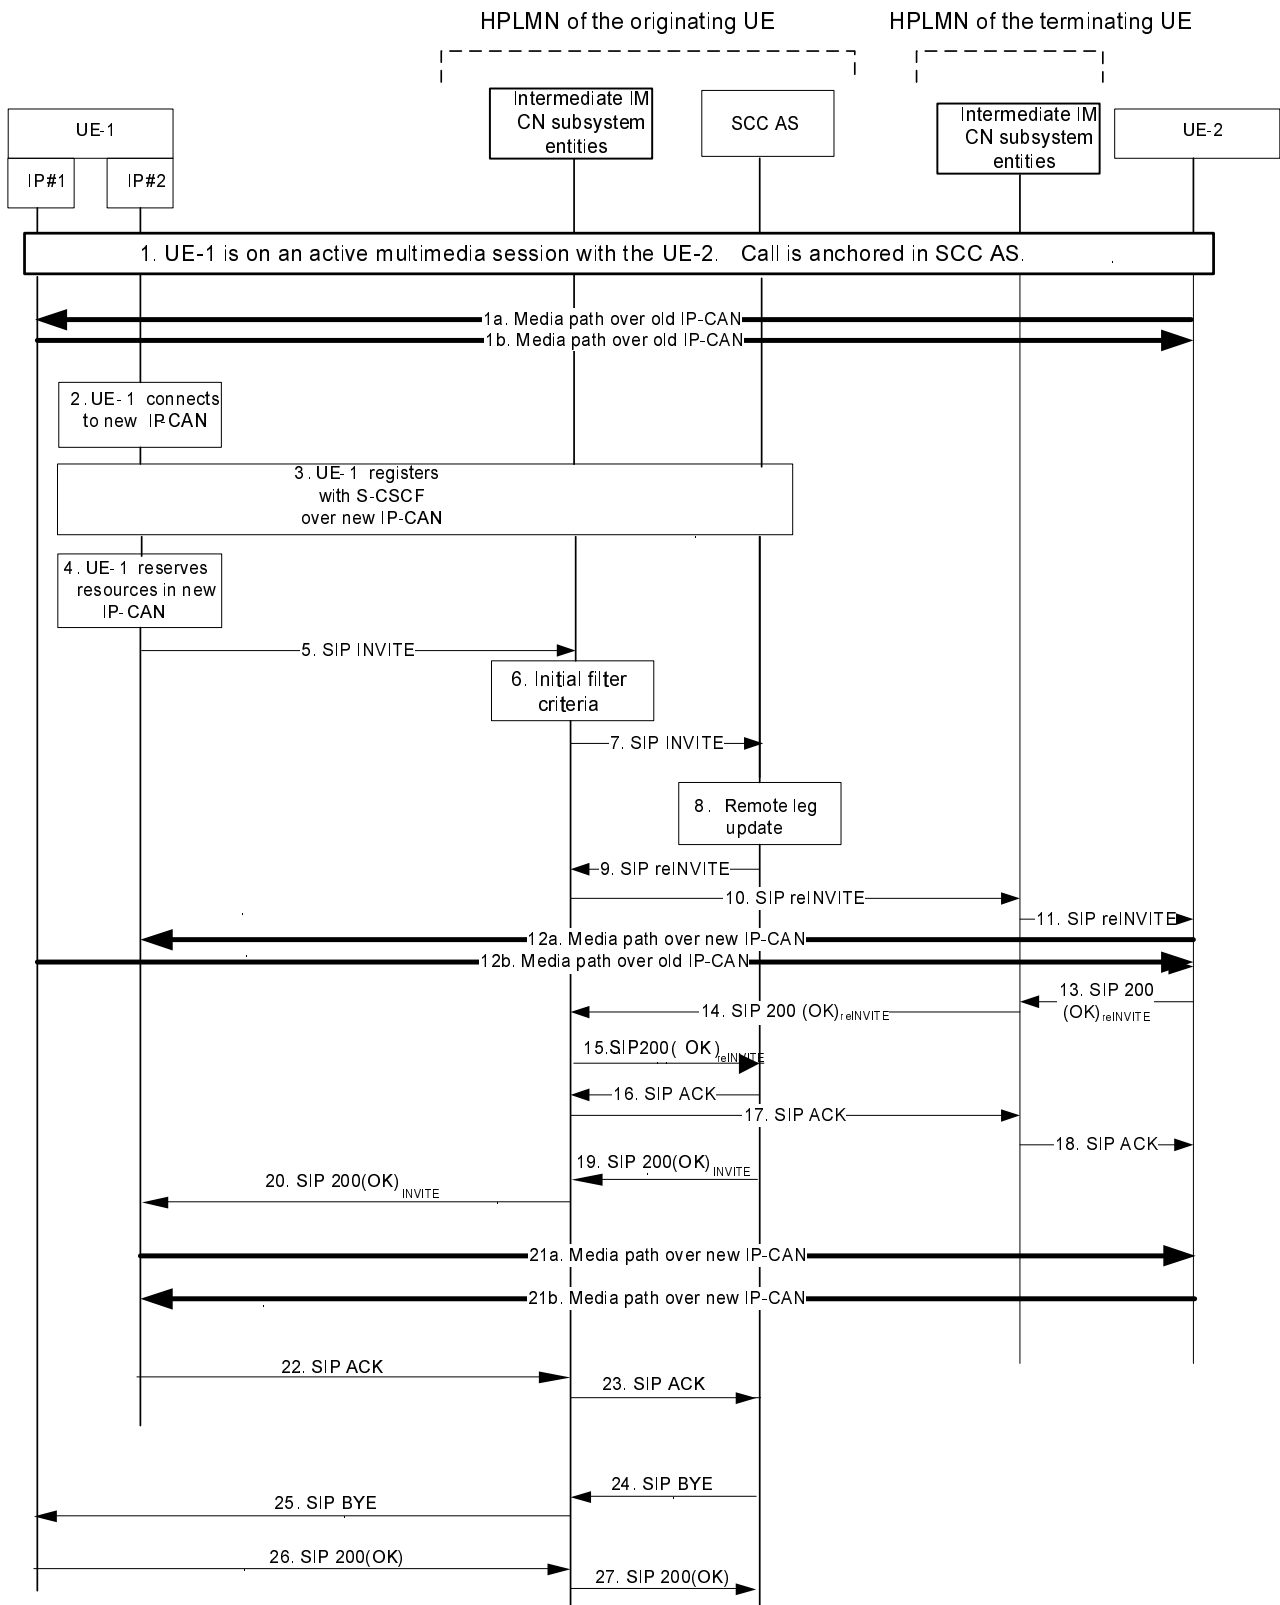 HPLMN of the originating UE
HPLMN of the terminating UE
Intermediate IM
CN subsystem
entities
SCC AS
Intermediate IM
CN subsystem
entities
UE-1
UE-2
IP#1
IP#2
1. UE-1 is on an active multimedia session with the UE-2. Call is anchored in SCC AS.
1a. Media path over old IP-CAN
1b. Media path over old IP-CAN
2. UE-1 connects
to new IP-CAN
3. UE-1 registers
with S-CSCF
over new IP-CAN
4. UE-1 reserves
resources in new
IP-CAN
5. SIP INVITE
6. Initial filter
criteria
7. SIP INVITE
8. Remote leg
update
9. SIP reINVITE
10. SIP reINVITE
11. SIP reINVITE
12a. Media path over new IP-CAN
12b. Media path over old IP-CAN
13. SIP 200
(OK)reINVITE
14. SIP 200 (OK)reINVITE
15.SIP200( OK)reINVITE
16. SIP ACK
17. SIP ACK
18. SIP ACK
19. SIP 200(OK)INVITE
20. SIP 200(OK)INVITE
21a. Media path over new IP-CAN
21b. Media path over new IP-CAN
22. SIP ACK
23. SIP ACK
24. SIP BYE
25. SIP BYE
26. SIP 200(OK)
27. SIP 200(OK)